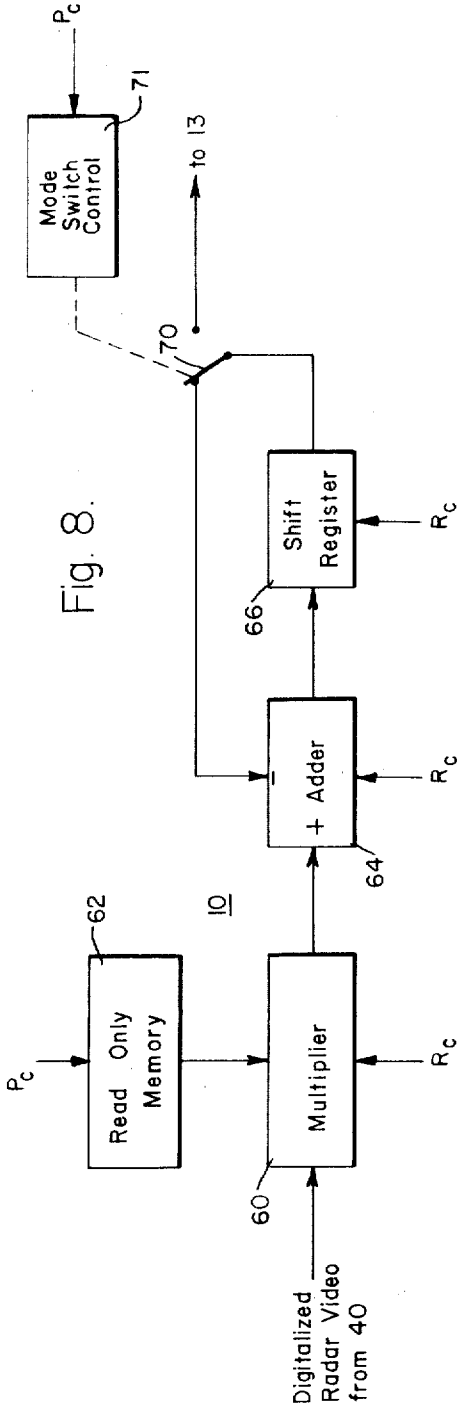 Fig. 8.
Digitalized
Radar Video
from 40
60
Multiplier
Rc
Pc
62
Read Only
Memory
10
64
+ Adder
−
Rc
66
Shift
Register
Rc
70
to 13
Mode
Switch
Control
71
Pc